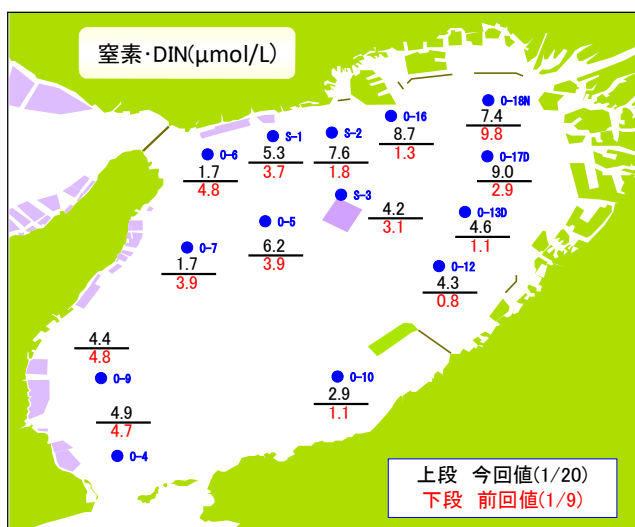 窒素・DIN(μmol/L)
O-18N
7.4
9.8
O-16
8.7
1.3
S-2
7.6
1.8
S-1
5.3
3.7
O-6
1.7
4.8
O-17D
9.0
2.9
S-3
4.2
3.1
O-13D
4.6
1.1
O-5
6.2
3.9
O-7
1.7
3.9
O-12
4.3
0.8
4.4
4.8
O-9
O-10
2.9
1.1
4.9
4.7
O-4
上段 今回値(1/20)
下段 前回値(1/9)